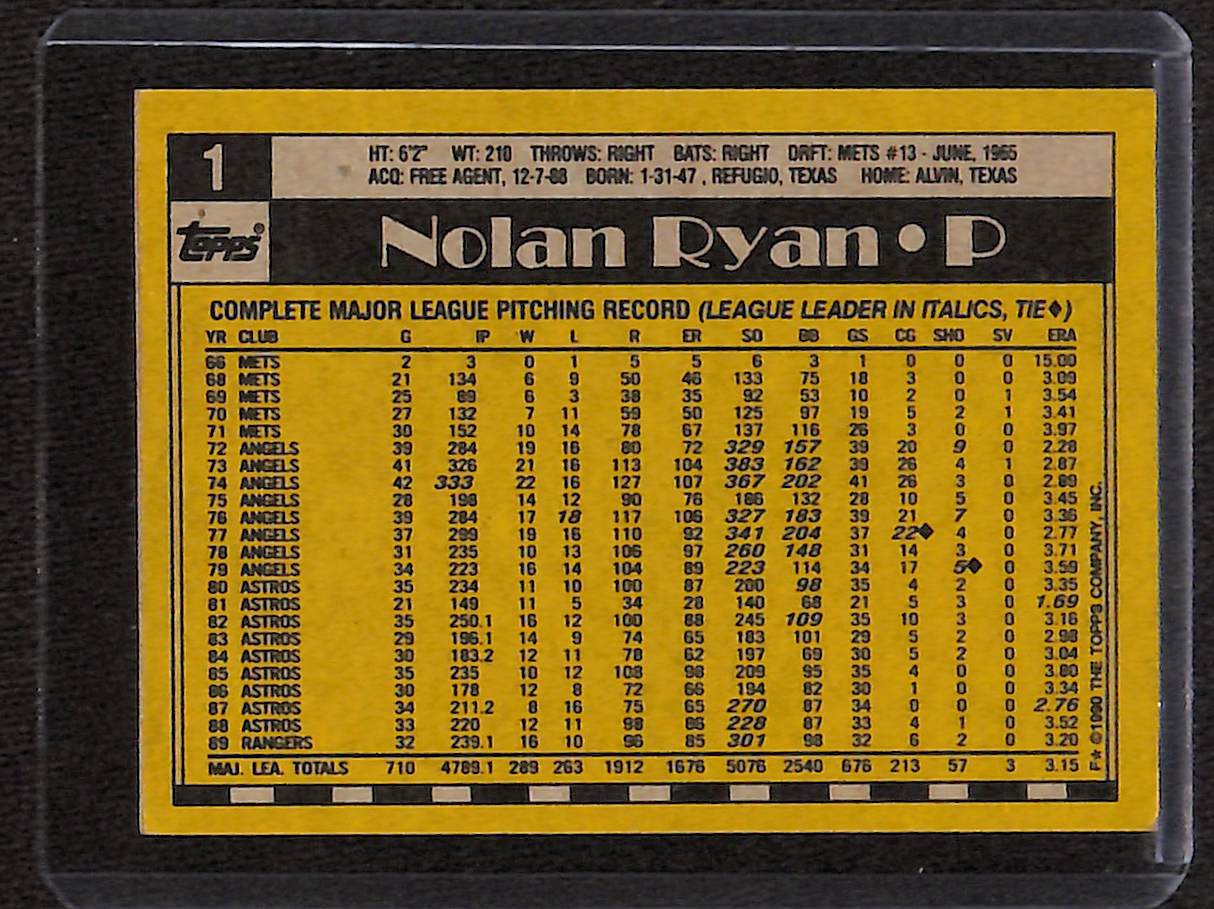 1
HT: 6'2" WT: 210 THROWS: RIGHT BATS: RIGHT DRFT: METS #13 - JUNE, 1965
ACQ: FREE AGENT, 12-7-88 BORN: 1-31-47 , REFUGIO, TEXAS HOME: ALVIN, TEXAS
topps®
Nolan Ryan • P
COMPLETE MAJOR LEAGUE PITCHING RECORD (LEAGUE LEADER IN ITALICS, TIE♦)
YR CLUB G IP W L R ER SO BB GS CG SHO SV ERA
66 METS 2 3 0 1 5 5 6 3 1 0 0 0 15.00
68 METS 21 134 6 9 50 46 133 75 18 3 0 0 3.09
69 METS 25 89 6 3 38 35 92 53 10 2 0 1 3.54
70 METS 27 132 7 11 59 50 125 97 19 5 2 1 3.41
71 METS 30 152 10 14 78 67 137 116 26 3 0 0 3.97
72 ANGELS 39 284 19 16 80 72 329 157 39 20 9 0 2.28
73 ANGELS 41 326 21 16 113 104 383 162 39 26 4 1 2.87
74 ANGELS 42 333 22 16 127 107 367 202 41 26 3 0 2.89
75 ANGELS 28 198 14 12 90 76 186 132 28 10 5 0 3.45
76 ANGELS 39 284 17 18 117 106 327 183 39 21 7 0 3.36
77 ANGELS 37 299 19 16 110 92 341 204 37 22♦ 4 0 2.77
78 ANGELS 31 235 10 13 106 97 260 148 31 14 3 0 3.71
79 ANGELS 34 223 16 14 104 89 223 114 34 17 5♦ 0 3.59
80 ASTROS 35 234 11 10 100 87 200 98 35 4 2 0 3.35
81 ASTROS 21 149 11 5 34 28 140 68 21 5 3 0 1.69
82 ASTROS 35 250.1 16 12 100 88 245 109 35 10 3 0 3.16
83 ASTROS 29 196.1 14 9 74 65 183 101 29 5 2 0 2.98
84 ASTROS 30 183.2 12 11 78 62 197 69 30 5 2 0 3.04
85 ASTROS 35 235 10 12 108 98 209 95 35 4 0 0 3.80
86 ASTROS 30 178 12 8 72 66 194 82 30 1 0 0 3.34
87 ASTROS 34 211.2 8 16 75 65 270 87 34 0 0 0 2.76
88 ASTROS 33 220 12 11 98 86 228 87 33 4 1 0 3.52
89 RANGERS 32 239.1 16 10 96 85 301 98 32 6 2 0 3.20
MAJ. LEA. TOTALS 710 4789.1 289 263 1912 1676 5076 2540 676 213 57 3 3.15
F★ ©1990 THE TOPPS COMPANY, INC.